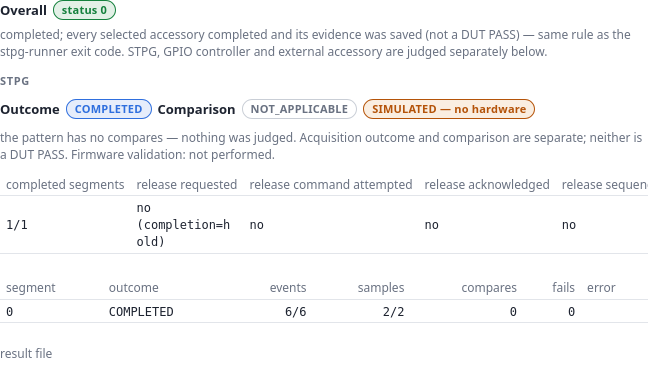 Overall status 0
completed; every selected accessory completed and its evidence was saved (not a DUT PASS) — same rule as the
stpg-runner exit code. STPG, GPIO controller and external accessory are judged separately below.
STPG
Outcome COMPLETED Comparison NOT_APPLICABLE SIMULATED — no hardware
the pattern has no compares — nothing was judged. Acquisition outcome and comparison are separate; neither is
a DUT PASS. Firmware validation: not performed.
completed segments release requested release command attempted release acknowledged release sequen
1/1 no (completion=hold) no no no
segment outcome events samples compares fails error
0 COMPLETED 6/6 2/2 0 0
result file